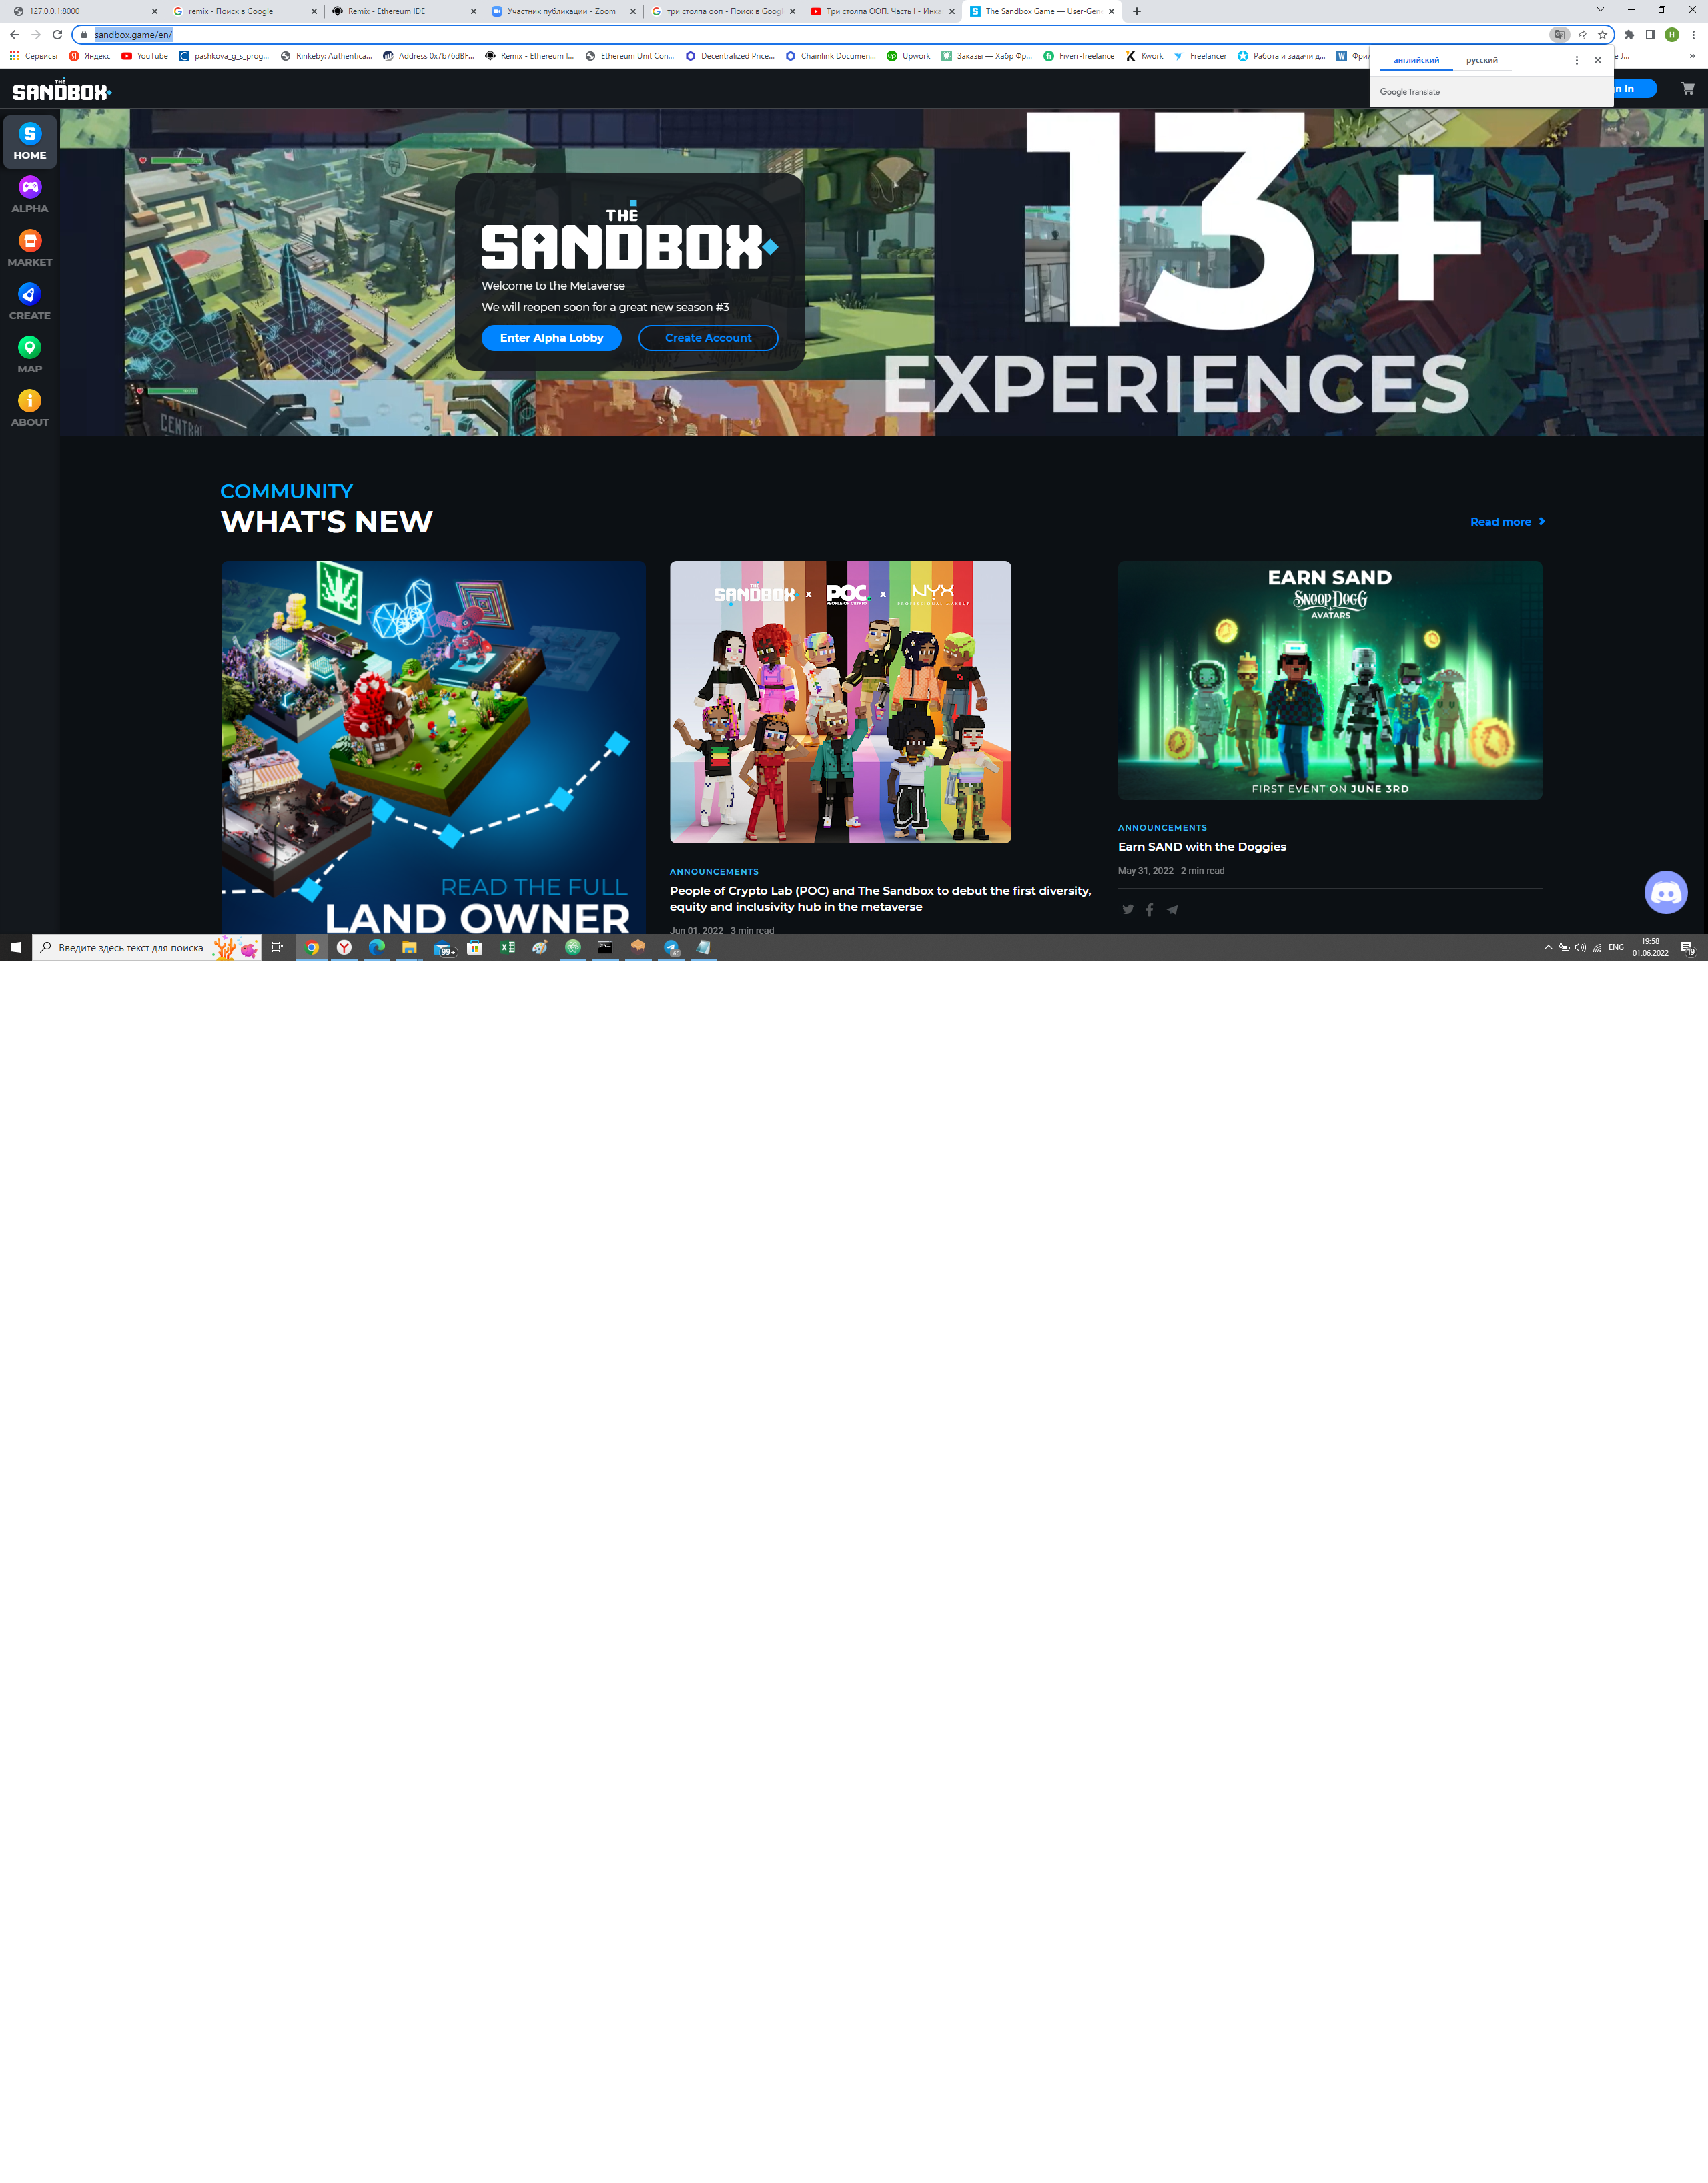 127.0.0.1:8000
remix - Поиск в Google
Remix - Ethereum IDE
Участник публикации - Zoom
три столпа ооп - Поиск в Goog
Три столпа ООП. Часть I - Инка
The Sandbox Game — User-Gen
sandbox.game/en/
Сервисы
Яндекс
YouTube
pashkova_g_s_prog...
Rinkeby: Authentica...
Address 0x7b76dBF...
Remix - Ethereum I...
Ethereum Unit Con...
Decentralized Price...
Chainlink Documen...
Upwork
Заказы — Хабр Фр...
Fiverr-freelance
Kwork
Freelancer
Работа и задачи д...
английский
русский
Google Translate
THE
SANDBOX
HOME
ALPHA
MARKET
CREATE
MAP
ABOUT
THE
SANDBOX
Welcome to the Metaverse
We will reopen soon for a great new season #3
Enter Alpha Lobby
Create Account
13+
EXPERIENCES
CENTRAL
COMMUNITY
WHAT'S NEW
Read more
READ THE FULL
LAND OWNER
THE
SANDBOX x POC x NYX
PEOPLE OF CRYPTO
PROFESSIONAL MAKEUP
ANNOUNCEMENTS
People of Crypto Lab (POC) and The Sandbox to debut the first diversity,
equity and inclusivity hub in the metaverse
Jun 01, 2022 - 3 min read
EARN SAND
SNOOP DOGG
AVATARS
FIRST EVENT ON JUNE 3RD
ANNOUNCEMENTS
Earn SAND with the Doggies
May 31, 2022 - 2 min read
Введите здесь текст для поиска
99+
ENG
19:58
01.06.2022
19